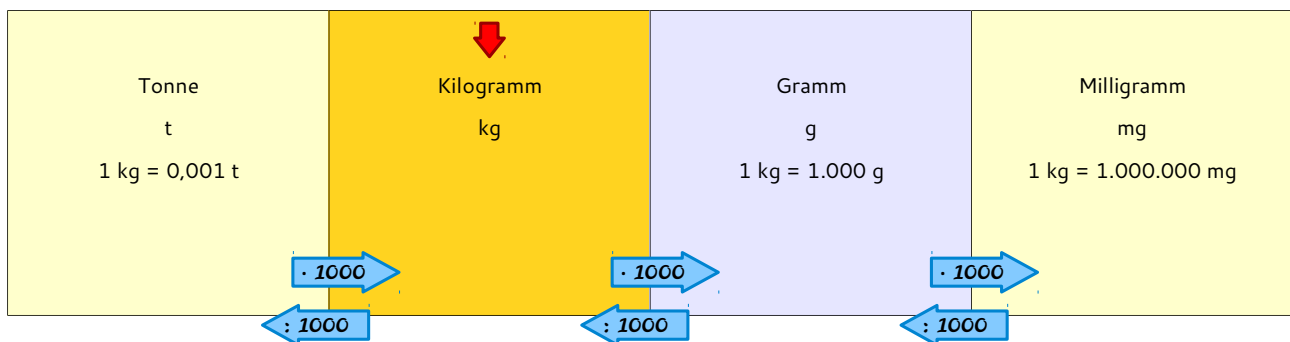 Tonne
t
1 kg = 0,001 t
Kilogramm
kg
Gramm
g
1 kg = 1.000 g
Milligramm
mg
1 kg = 1.000.000 mg
· 1000
· 1000
· 1000
: 1000
: 1000
: 1000